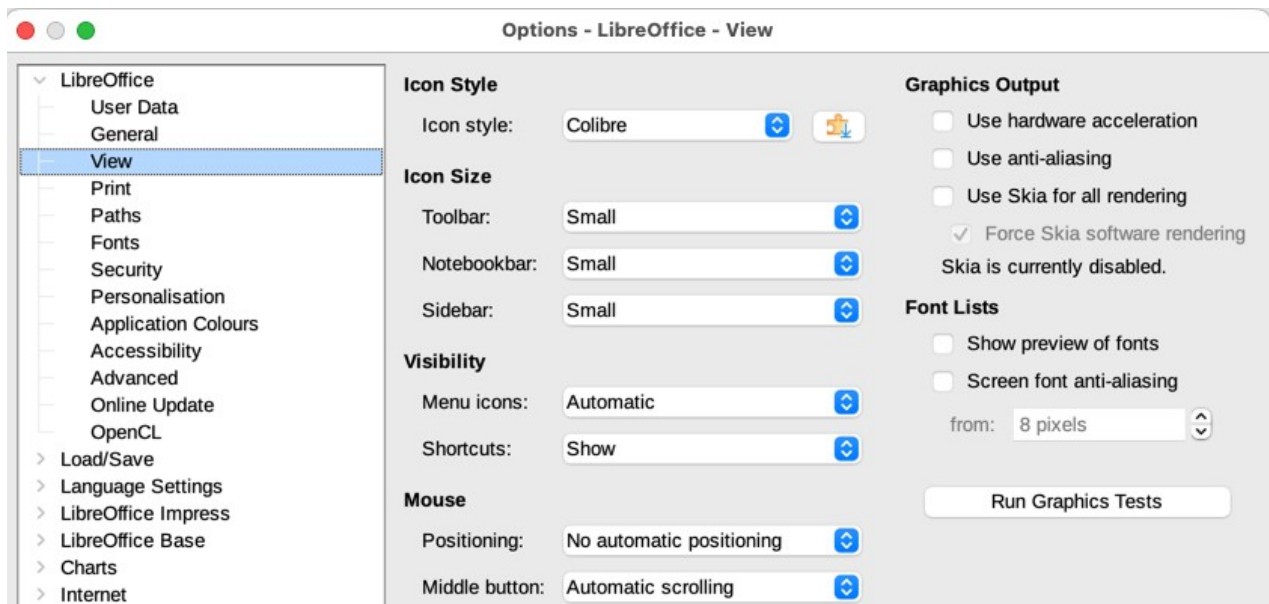 Options - LibreOffice - View
LibreOffice
User Data
General
View
Print
Paths
Fonts
Security
Personalisation
Application Colours
Accessibility
Advanced
Online Update
OpenCL
Load/Save
Language Settings
LibreOffice Impress
LibreOffice Base
Charts
Internet
Icon Style
Icon style: Colibre
Icon Size
Toolbar: Small
Notebookbar: Small
Sidebar: Small
Visibility
Menu icons: Automatic
Shortcuts: Show
Mouse
Positioning: No automatic positioning
Middle button: Automatic scrolling
Graphics Output
Use hardware acceleration
Use anti-aliasing
Use Skia for all rendering
Force Skia software rendering
Skia is currently disabled.
Font Lists
Show preview of fonts
Screen font anti-aliasing
from: 8 pixels
Run Graphics Tests